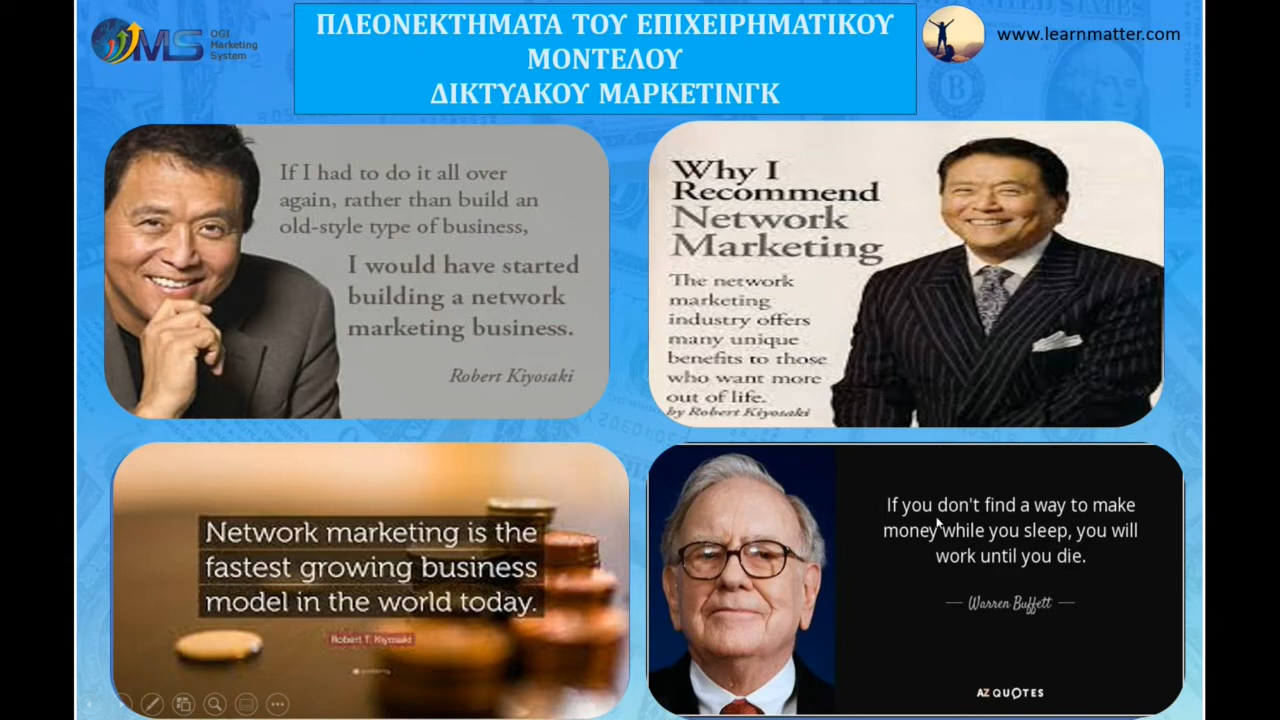 OMS
OGI
Marketing
System
ΠΛΕΟΝΕΚΤΗΜΑΤΑ ΤΟΥ ΕΠΙΧΕΙΡΗΜΑΤΙΚΟΥ
ΜΟΝΤΕΛΟΥ
ΔΙΚΤΥΑΚΟΥ ΜΑΡΚΕΤΙΝΓΚ
www.learnmatter.com
If I had to do it all over
again, rather than build an
old-style type of business,
I would have started
building a network
marketing business.
Robert Kiyosaki
Why I
Recommend
Network
Marketing
The network
marketing
industry offers
many unique
benefits to those
who want more
out of life.
by Robert Kiyosaki
Network marketing is the
fastest growing business
model in the world today.
Robert T. Kiyosaki
If you don't find a way to make
money while you sleep, you will
work until you die.
— Warren Buffett —
AZ QUOTES